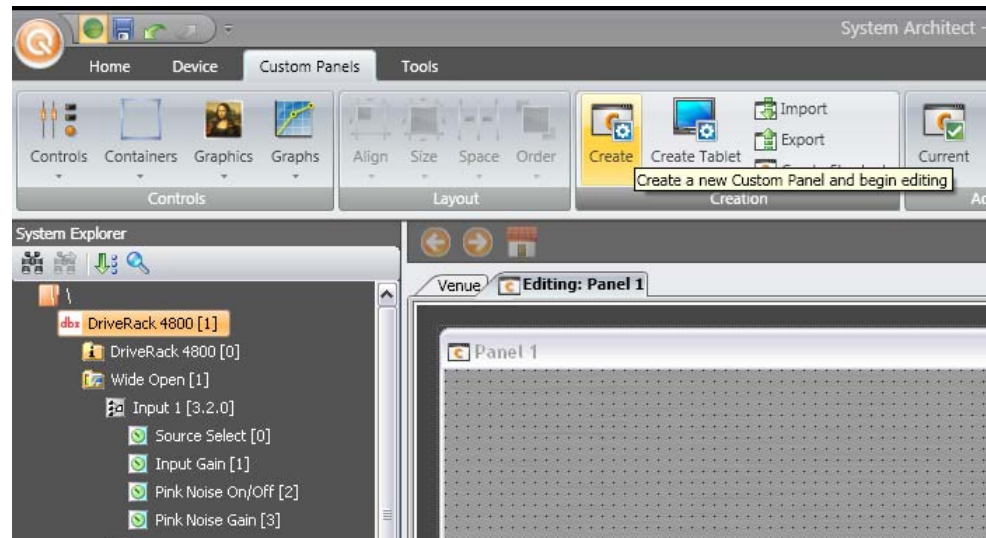 System Architect -
Home Device Custom Panels Tools
Controls Containers Graphics Graphs Align Size Space Order Create Create Tablet Import
Export
Current
Create a new Custom Panel and begin editing
Controls Layout Creation
System Explorer
\
Venue Editing: Panel 1
dbx DriveRack 4800 [1]
DriveRack 4800 [0]
Panel 1
Wide Open [1]
Input 1 [3.2.0]
Source Select [0]
Input Gain [1]
Pink Noise On/Off [2]
Pink Noise Gain [3]